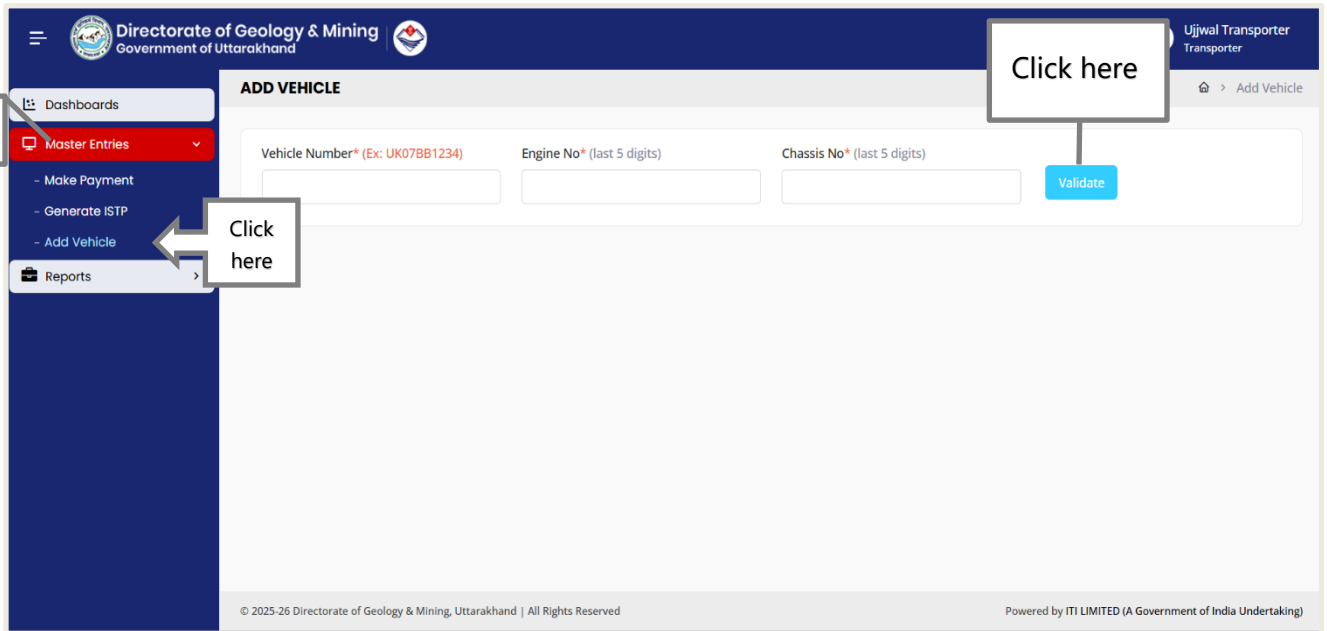 Directorate of Geology & Mining
Government of Uttarakhand
Ujjwal Transporter
Transporter
Click here
ADD VEHICLE
Add Vehicle
Dashboards
Master Entries
- Make Payment
- Generate ISTP
- Add Vehicle
Reports
Click
here
Vehicle Number* (Ex: UK07BB1234)
Engine No* (last 5 digits)
Chassis No* (last 5 digits)
Validate
© 2025-26 Directorate of Geology & Mining, Uttarakhand | All Rights Reserved
Powered by ITI LIMITED (A Government of India Undertaking)